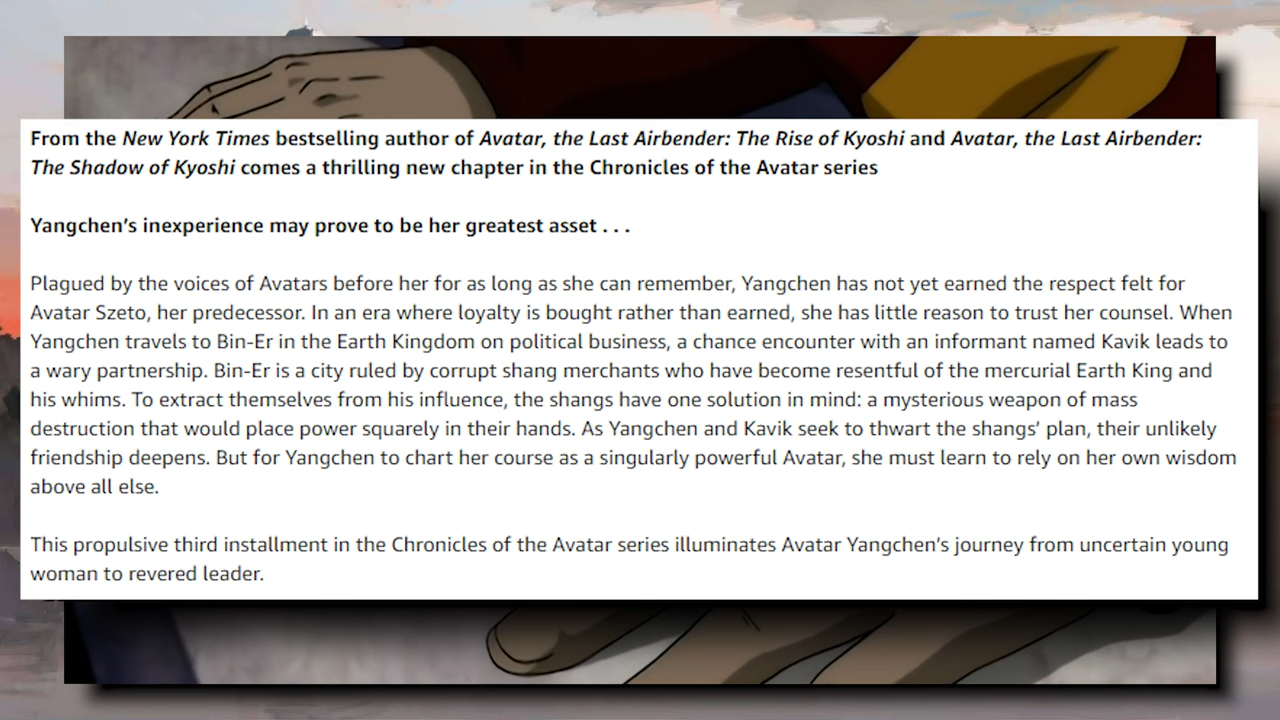 From the New York Times bestselling author of Avatar, the Last Airbender: The Rise of Kyoshi and Avatar, the Last Airbender:
The Shadow of Kyoshi comes a thrilling new chapter in the Chronicles of the Avatar series
Yangchen’s inexperience may prove to be her greatest asset . . .
Plagued by the voices of Avatars before her for as long as she can remember, Yangchen has not yet earned the respect felt for
Avatar Szeto, her predecessor. In an era where loyalty is bought rather than earned, she has little reason to trust her counsel. When
Yangchen travels to Bin-Er in the Earth Kingdom on political business, a chance encounter with an informant named Kavik leads to
a wary partnership. Bin-Er is a city ruled by corrupt shang merchants who have become resentful of the mercurial Earth King and
his whims. To extract themselves from his influence, the shangs have one solution in mind: a mysterious weapon of mass
destruction that would place power squarely in their hands. As Yangchen and Kavik seek to thwart the shangs’ plan, their unlikely
friendship deepens. But for Yangchen to chart her course as a singularly powerful Avatar, she must learn to rely on her own wisdom
above all else.
This propulsive third installment in the Chronicles of the Avatar series illuminates Avatar Yangchen’s journey from uncertain young
woman to revered leader.